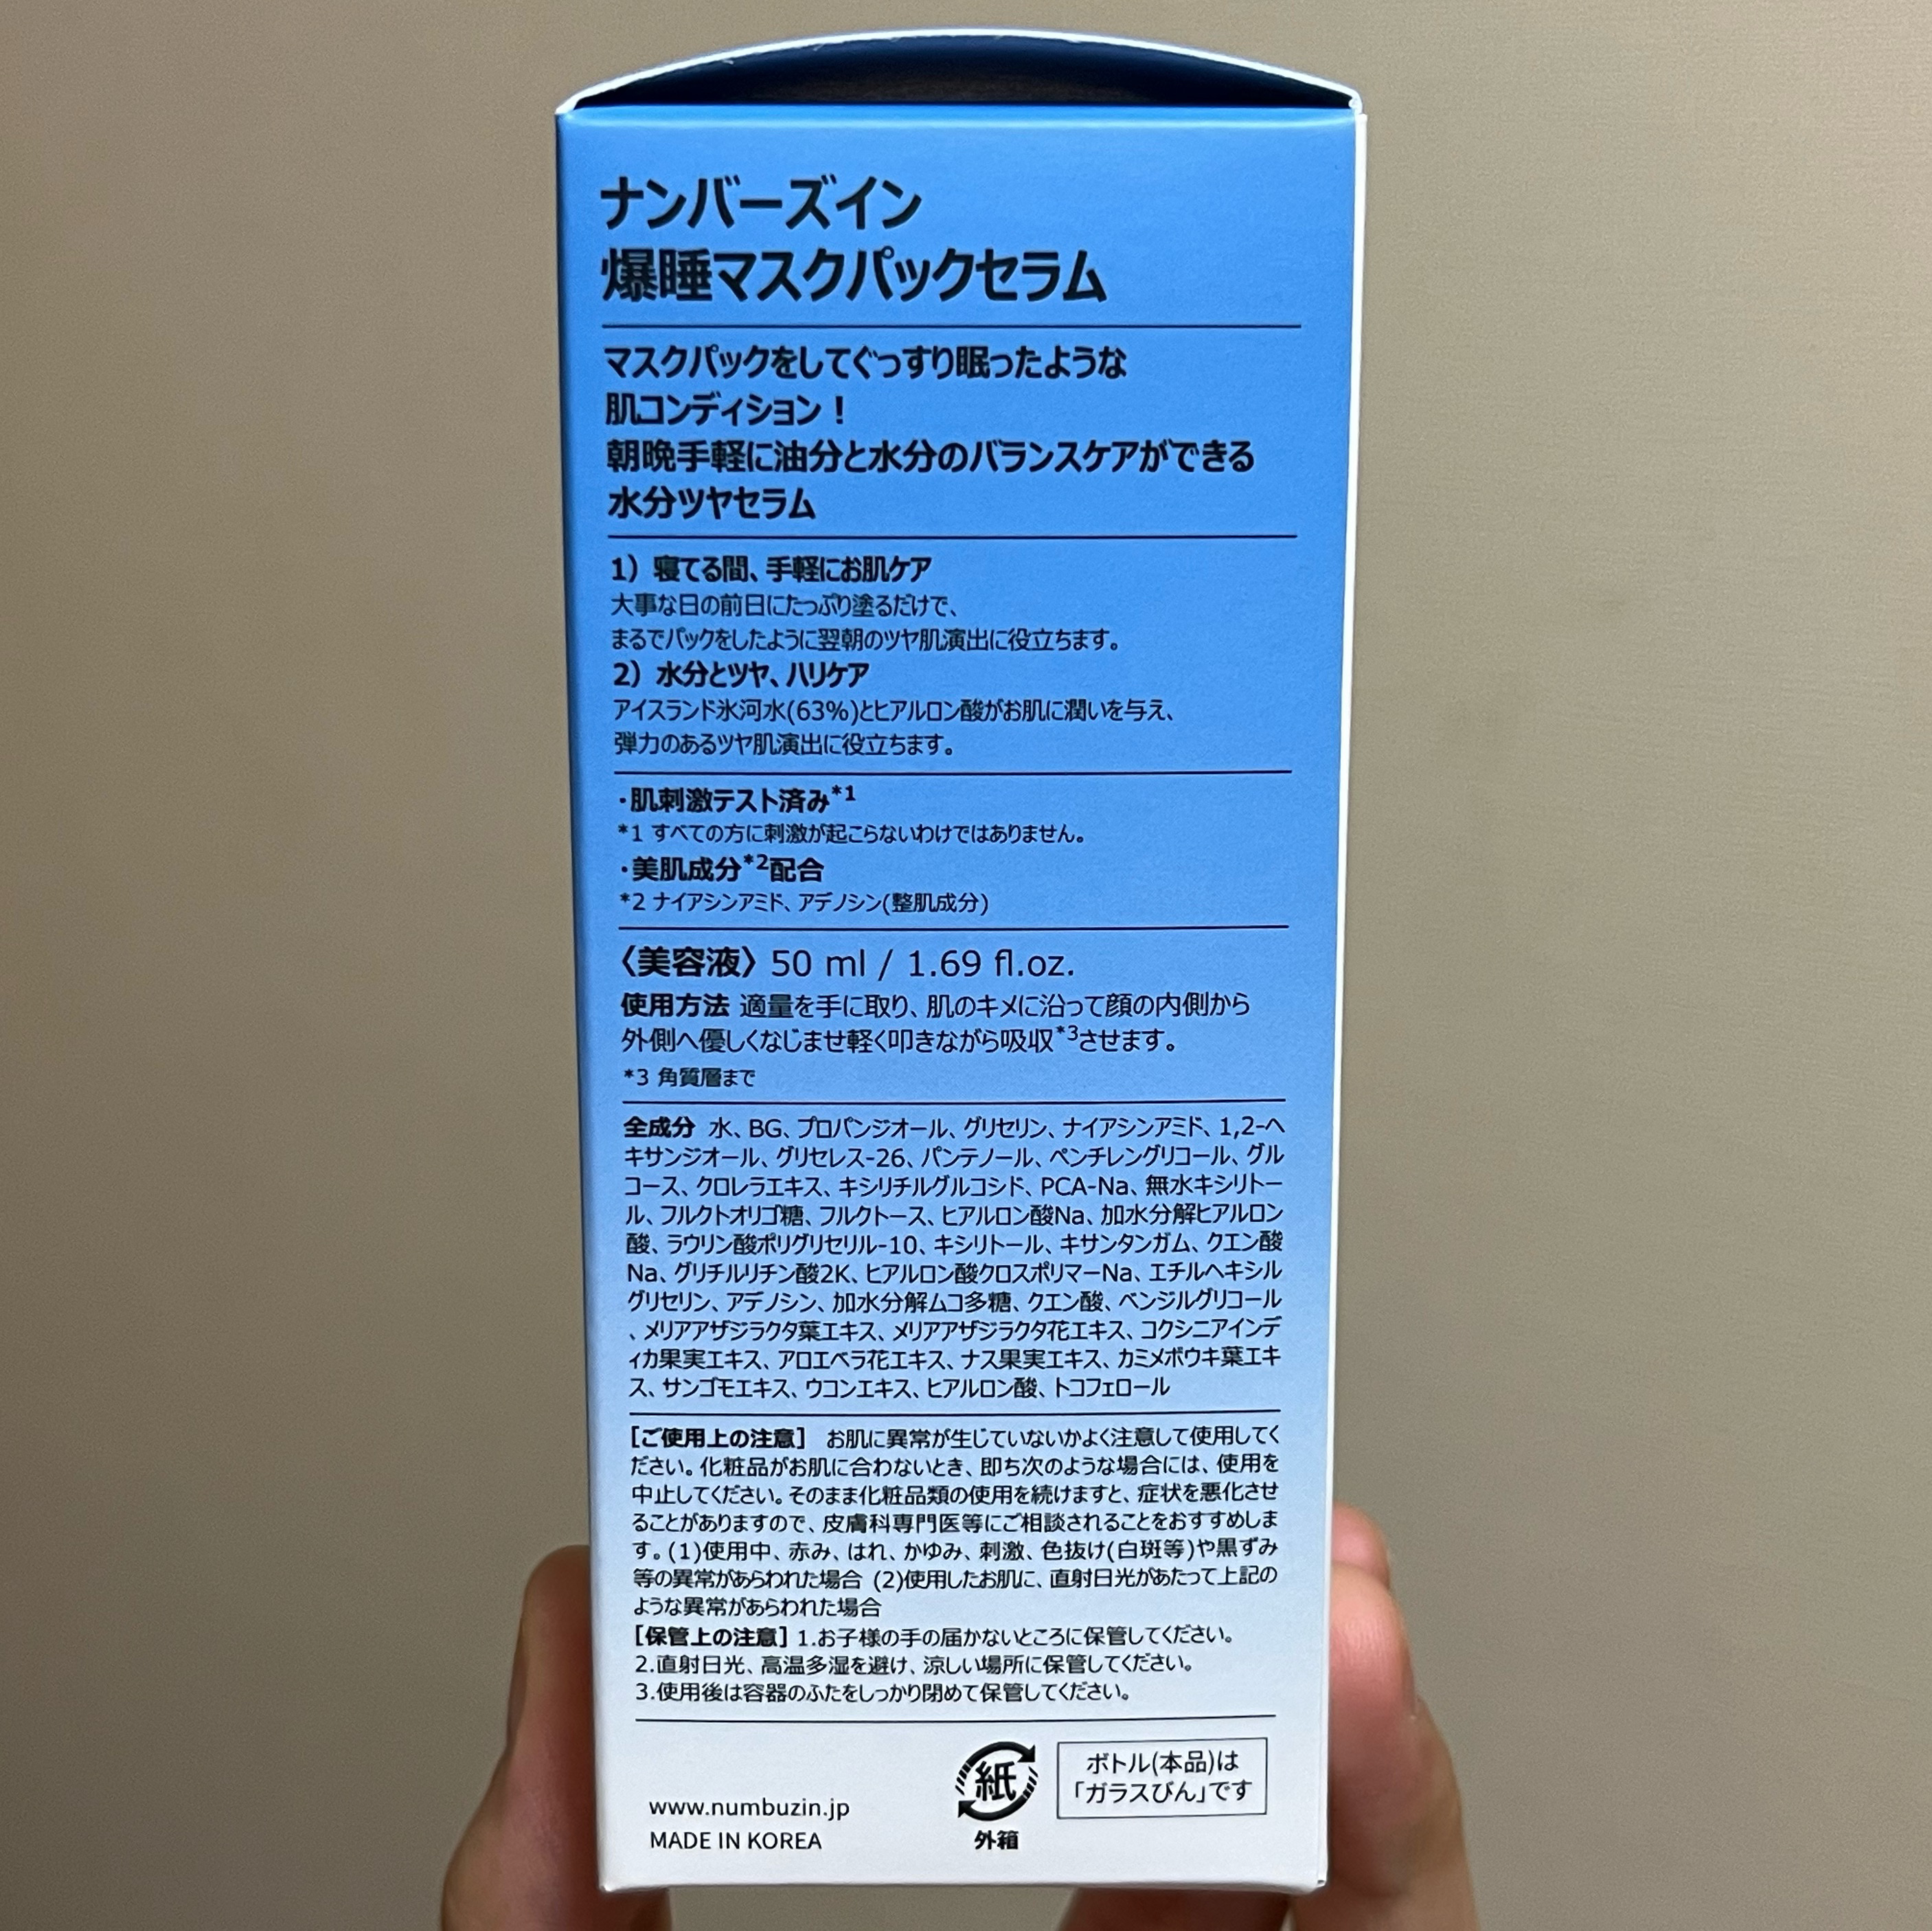 ナンバーズイン
爆睡マスクパックセラム
マスクパックをしてぐっすり眠ったような
肌コンディション！
朝晩手軽に油分と水分のバランスケアができる
水分ツヤセラム
1）寝てる間、手軽にお肌ケア
大事な日の前日にたっぷり塗るだけで、
まるでパックをしたように翌朝のツヤ肌演出に役立ちます。
2）水分とツヤ、ハリケア
アイスランド氷河水(63%)とヒアルロン酸がお肌に潤いを与え、
弾力のあるツヤ肌演出に役立ちます。
・肌刺激テスト済み*1
*1 すべての方に刺激が起こらないわけではありません。
・美肌成分*2配合
*2 ナイアシンアミド、アデノシン(整肌成分)
〈美容液〉50 ml / 1.69 fl.oz.
使用方法 適量を手に取り、肌のキメに沿って顔の内側から
外側へ優しくなじませ軽く叩きながら吸収*3させます。
*3 角質層まで
全成分 水、BG、プロパンジオール、グリセリン、ナイアシンアミド、1,2-ヘ
キサンジオール、グリセレス-26、パンテノール、ペンチレングリコール、グル
コース、クロレラエキス、キシリチルグルコシド、PCA-Na、無水キシリトー
ル、フルクトオリゴ糖、フルクトース、ヒアルロン酸Na、加水分解ヒアルロン
酸、ラウリン酸ポリグリセリル-10、キシリトール、キサンタンガム、クエン酸
Na、グリチルリチン酸2K、ヒアルロン酸クロスポリマーNa、エチルヘキシル
グリセリン、アデノシン、加水分解ムコ多糖、クエン酸、ベンジルグリコール
、メリアアザジラクタ葉エキス、メリアアザジラクタ花エキス、コクシニアインデ
ィカ果実エキス、アロエベラ花エキス、ナス果実エキス、カミメボウキ葉エキ
ス、サンゴモエキス、ウコンエキス、ヒアルロン酸、トコフェロール
[ご使用上の注意] お肌に異常が生じていないかよく注意して使用してく
ださい。化粧品がお肌に合わないとき、即ち次のような場合には、使用を
中止してください。そのまま化粧品類の使用を続けますと、症状を悪化させ
ることがありますので、皮膚科専門医等にご相談されることをおすすめしま
す。(1)使用中、赤み、はれ、かゆみ、刺激、色抜け(白斑等)や黒ずみ
等の異常があらわれた場合 (2)使用したお肌に、直射日光があたって上記の
ような異常があらわれた場合
[保管上の注意] 1.お子様の手の届かないところに保管してください。
2.直射日光、高温多湿を避け、涼しい場所に保管してください。
3.使用後は容器のふたをしっかり閉めて保管してください。
www.numbuzin.jp
MADE IN KOREA
紙
外箱
ボトル(本品)は
「ガラスびん」です